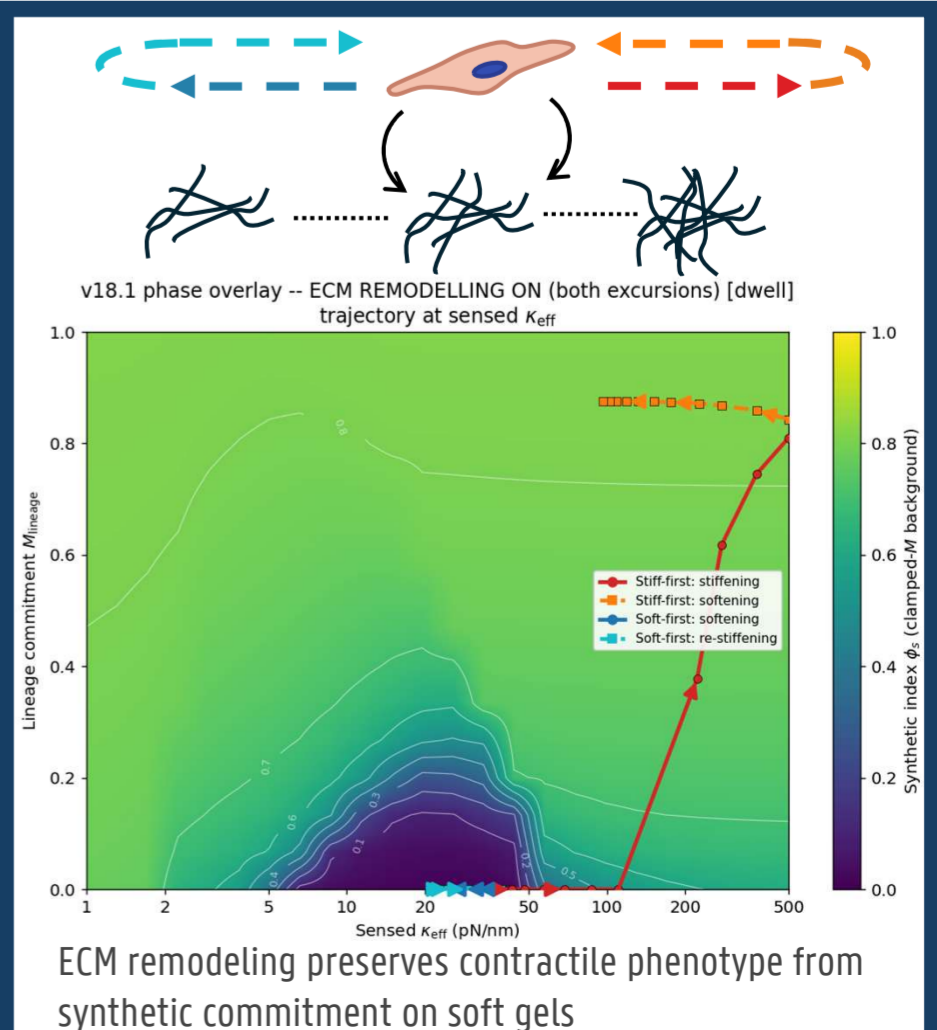 v18.1 phase overlay -- ECM REMODELLING ON (both excursions) [dwell]
trajectory at sensed κeff
1.0
0.8
0.6
0.4
0.2
0.0
Lineage commitment Mlineage
0.8
0.7
0.6
0.4
0.3
0.1
0.2
0.5
Stiff-first: stiffening
Stiff-first: softening
Soft-first: softening
Soft-first: re-stiffening
1 2 5 10 20 50 100 200 500
Sensed κeff (pN/nm)
1.0
0.8
0.6
0.4
0.2
0.0
Synthetic index ϕs (clamped-M background)
ECM remodeling preserves contractile phenotype from
synthetic commitment on soft gels